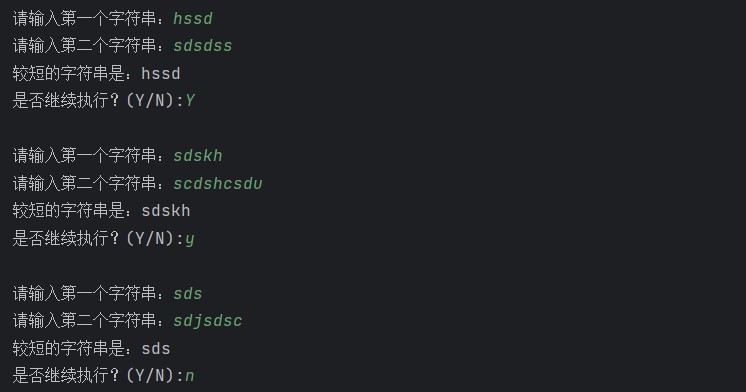 请输入第一个字符串：hssd
请输入第二个字符串：sdsdss
较短的字符串是：hssd
是否继续执行？(Y/N):Y
请输入第一个字符串：sdskh
请输入第二个字符串：scdshcsdu
较短的字符串是：sdskh
是否继续执行？(Y/N):y
请输入第一个字符串：sds
请输入第二个字符串：sdjsdsc
较短的字符串是：sds
是否继续执行？(Y/N):n